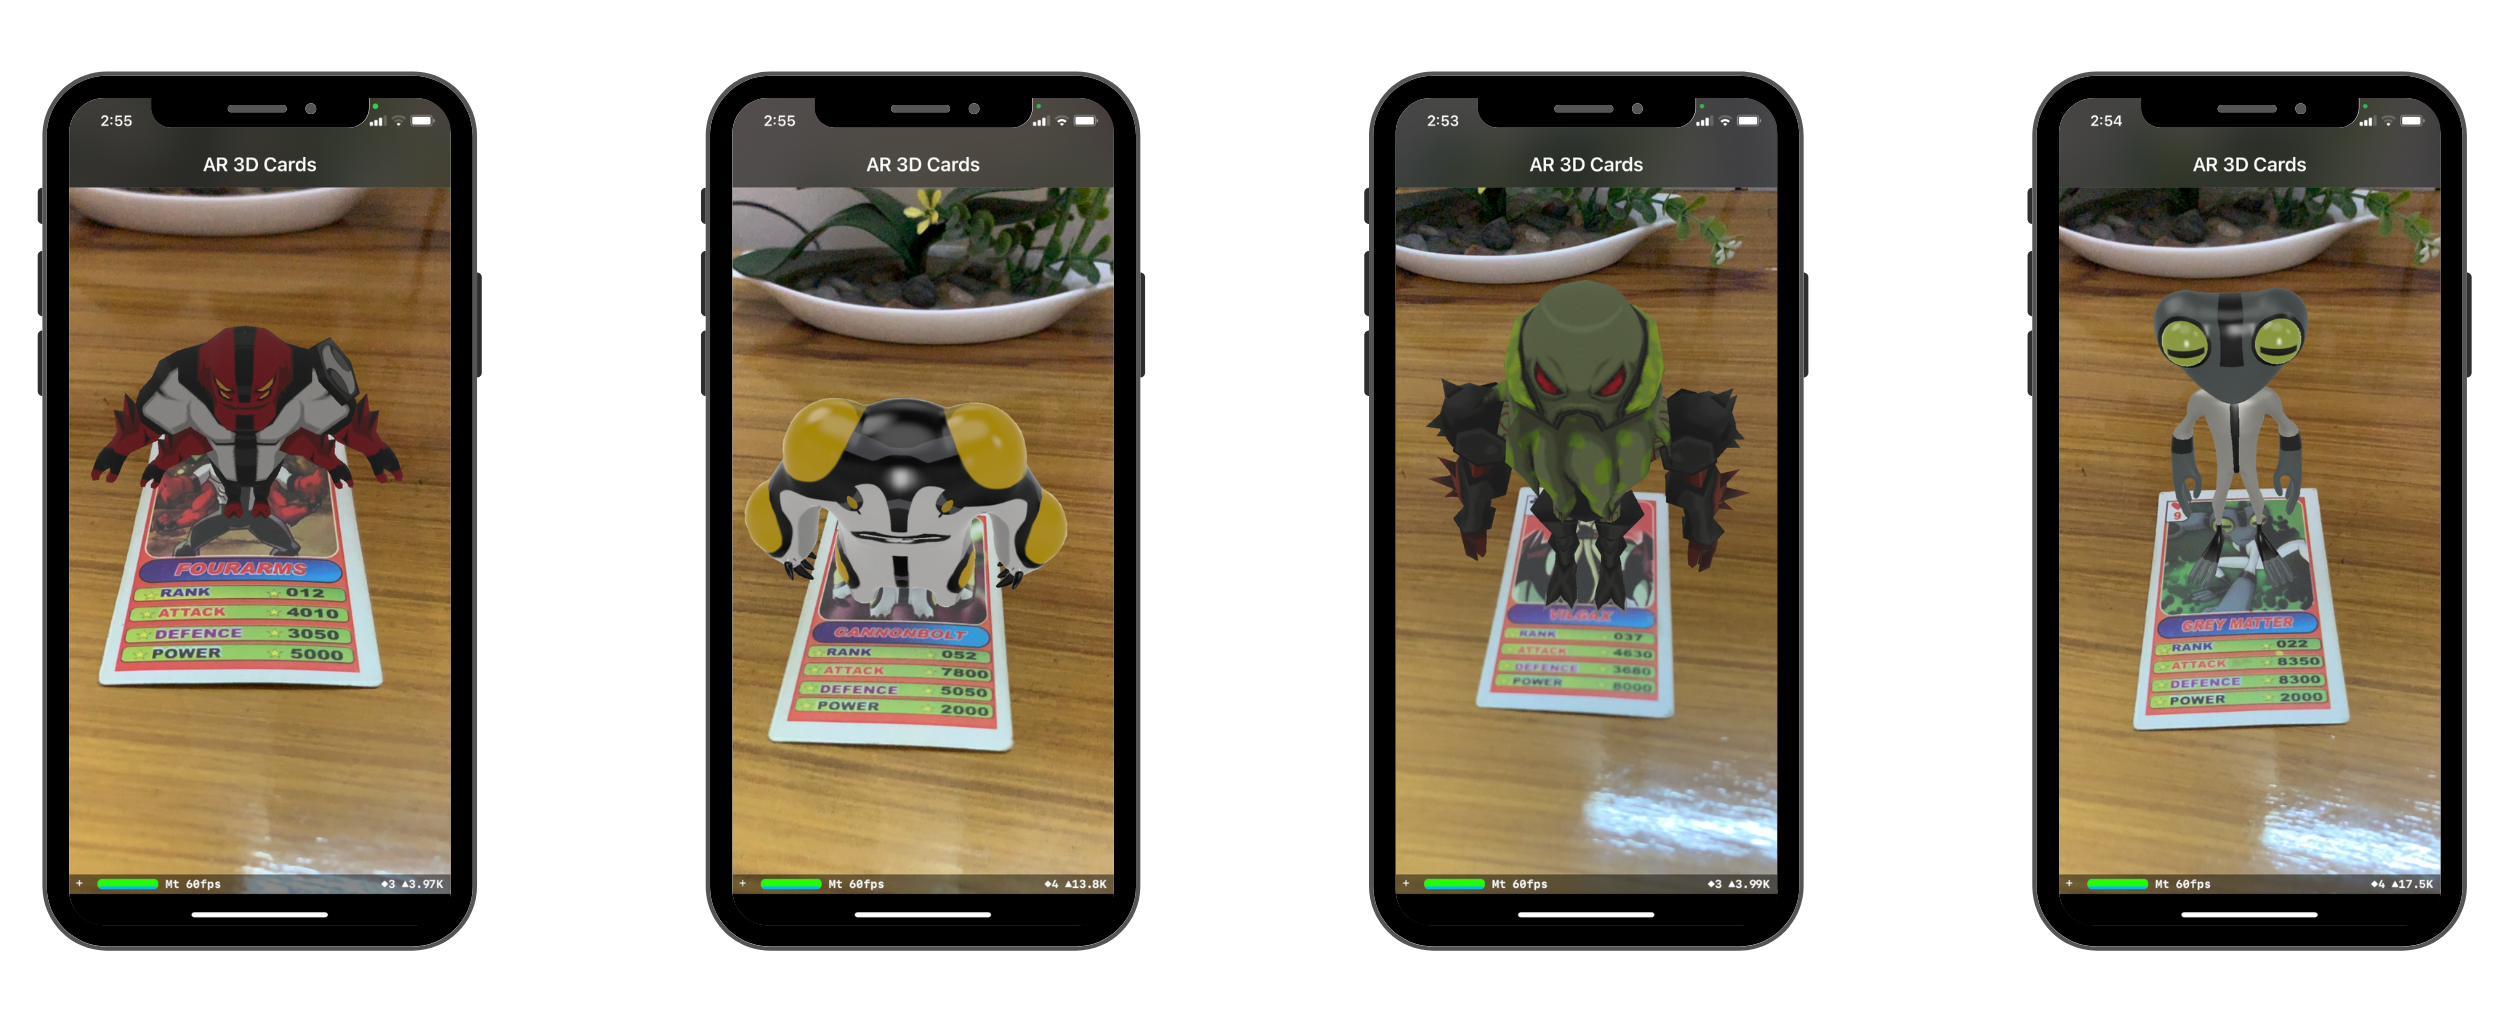 2:55
AR 3D Cards
FOURARMS
RANK 012
ATTACK 4010
DEFENCE 3050
POWER 5000
+ Mt 60fps ◆3 ▲3.97K
2:55
AR 3D Cards
CANNONBOLT
RANK 052
ATTACK 7800
DEFENCE 5050
POWER 2000
+ Mt 60fps ◆4 ▲13.8K
2:53
AR 3D Cards
VILGAX
RANK 037
ATTACK 4630
DEFENCE 3680
POWER 8000
+ Mt 60fps ◆3 ▲3.99K
2:54
AR 3D Cards
9
GREY MATTER
RANK 022
ATTACK 8350
DEFENCE 8300
POWER 2000
+ Mt 60fps ◆4 ▲17.5K